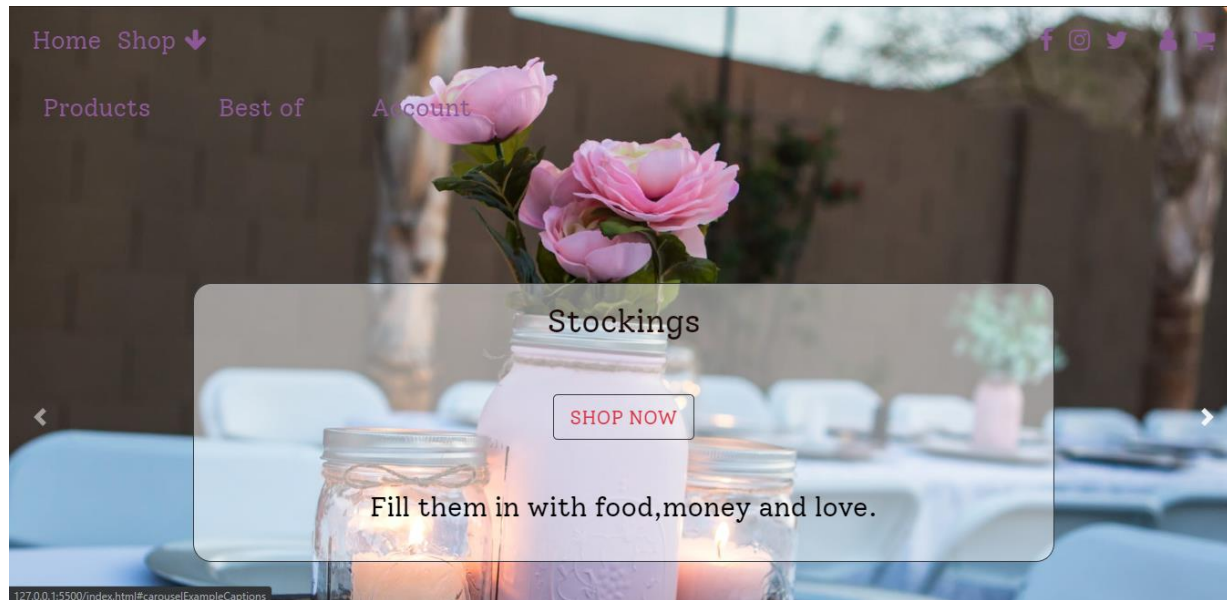 Home Shop
Products Best of Account
Stockings
SHOP NOW
Fill them in with food,money and love.
127.0.0.1:5500/index.html#carouselExampleCaptions